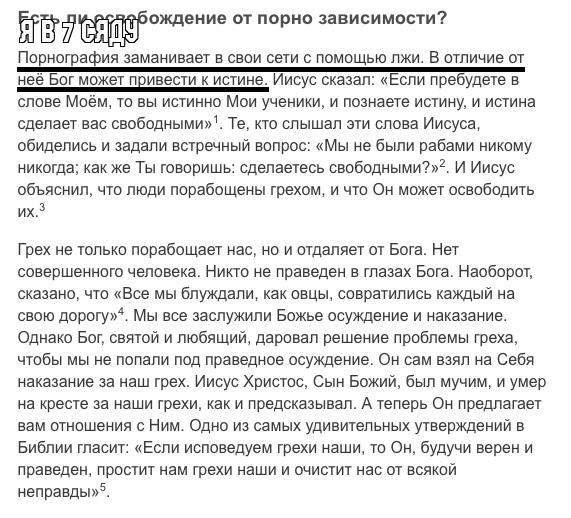 Есть ли освобождение от порно зависимости?
Я В 7 СЯДУ
Порнография заманивает в свои сети с помощью лжи. В отличие от
неё Бог может привести к истине. Иисус сказал: «Если пребудете в
слове Моём, то вы истинно Мои ученики, и познаете истину, и истина
сделает вас свободными»¹. Те, кто слышал эти слова Иисуса,
обиделись и задали встречный вопрос: «Мы не были рабами никому
никогда; как же Ты говоришь: сделаетесь свободными?»². И Иисус
объяснил, что люди порабощены грехом, и что Он может освободить
их.³
Грех не только порабощает нас, но и отдаляет от Бога. Нет
совершенного человека. Никто не праведен в глазах Бога. Наоборот,
сказано, что «Все мы блуждали, как овцы, совратились каждый на
свою дорогу»⁴. Мы все заслужили Божье осуждение и наказание.
Однако Бог, святой и любящий, даровал решение проблемы греха,
чтобы мы не попали под праведное осуждение. Он сам взял на Себя
наказание за наш грех. Иисус Христос, Сын Божий, был мучим, и умер
на кресте за наши грехи, как и предсказывал. А теперь Он предлагает
вам отношения с Ним. Одно из самых удивительных утверждений в
Библии гласит: «Если исповедуем грехи наши, то Он, будучи верен и
праведен, простит нам грехи наши и очистит нас от всякой
неправды»⁵.